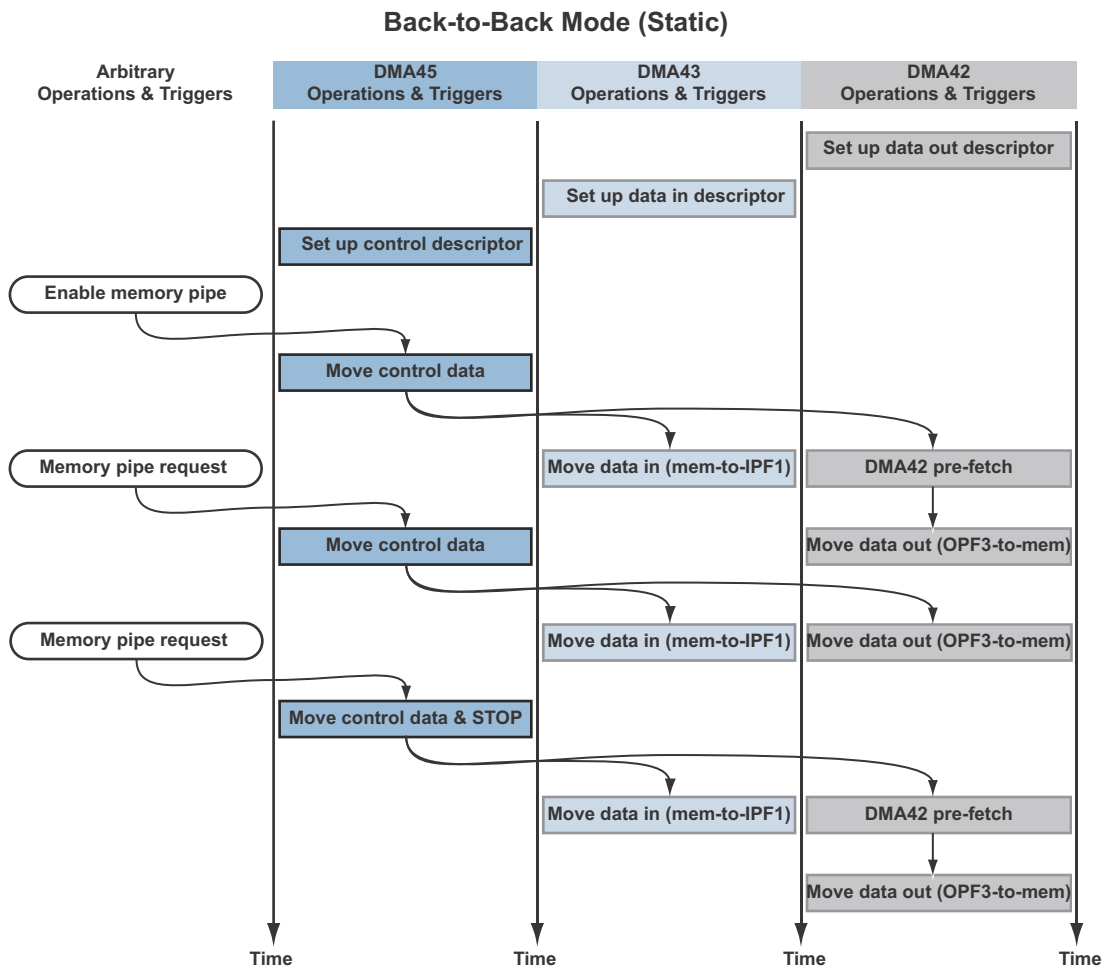 Back-to-Back Mode (Static)
Arbitrary
Operations & Triggers
DMA45
Operations & Triggers
DMA43
Operations & Triggers
DMA42
Operations & Triggers
Set up data out descriptor
Set up data in descriptor
Set up control descriptor
Enable memory pipe
Move control data
Memory pipe request
Move data in (mem-to-IPF1)
DMA42 pre-fetch
Move control data
Move data out (OPF3-to-mem)
Memory pipe request
Move data in (mem-to-IPF1)
Move data out (OPF3-to-mem)
Move control data & STOP
Move data in (mem-to-IPF1)
DMA42 pre-fetch
Move data out (OPF3-to-mem)
Time
Time
Time
Time